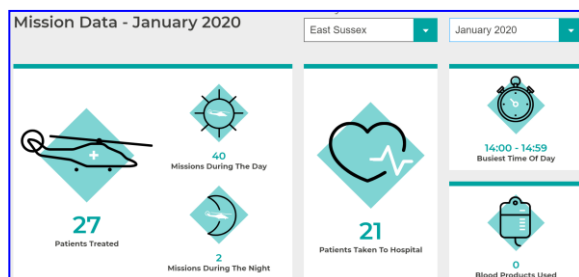 Mission Data - January 2020
East Sussex
January 2020
40
Missions During The Day
27
Patients Treated
2
Missions During The Night
21
Patients Taken To Hospital
14:00 - 14:59
Busiest Time Of Day
0
Blood Products Used